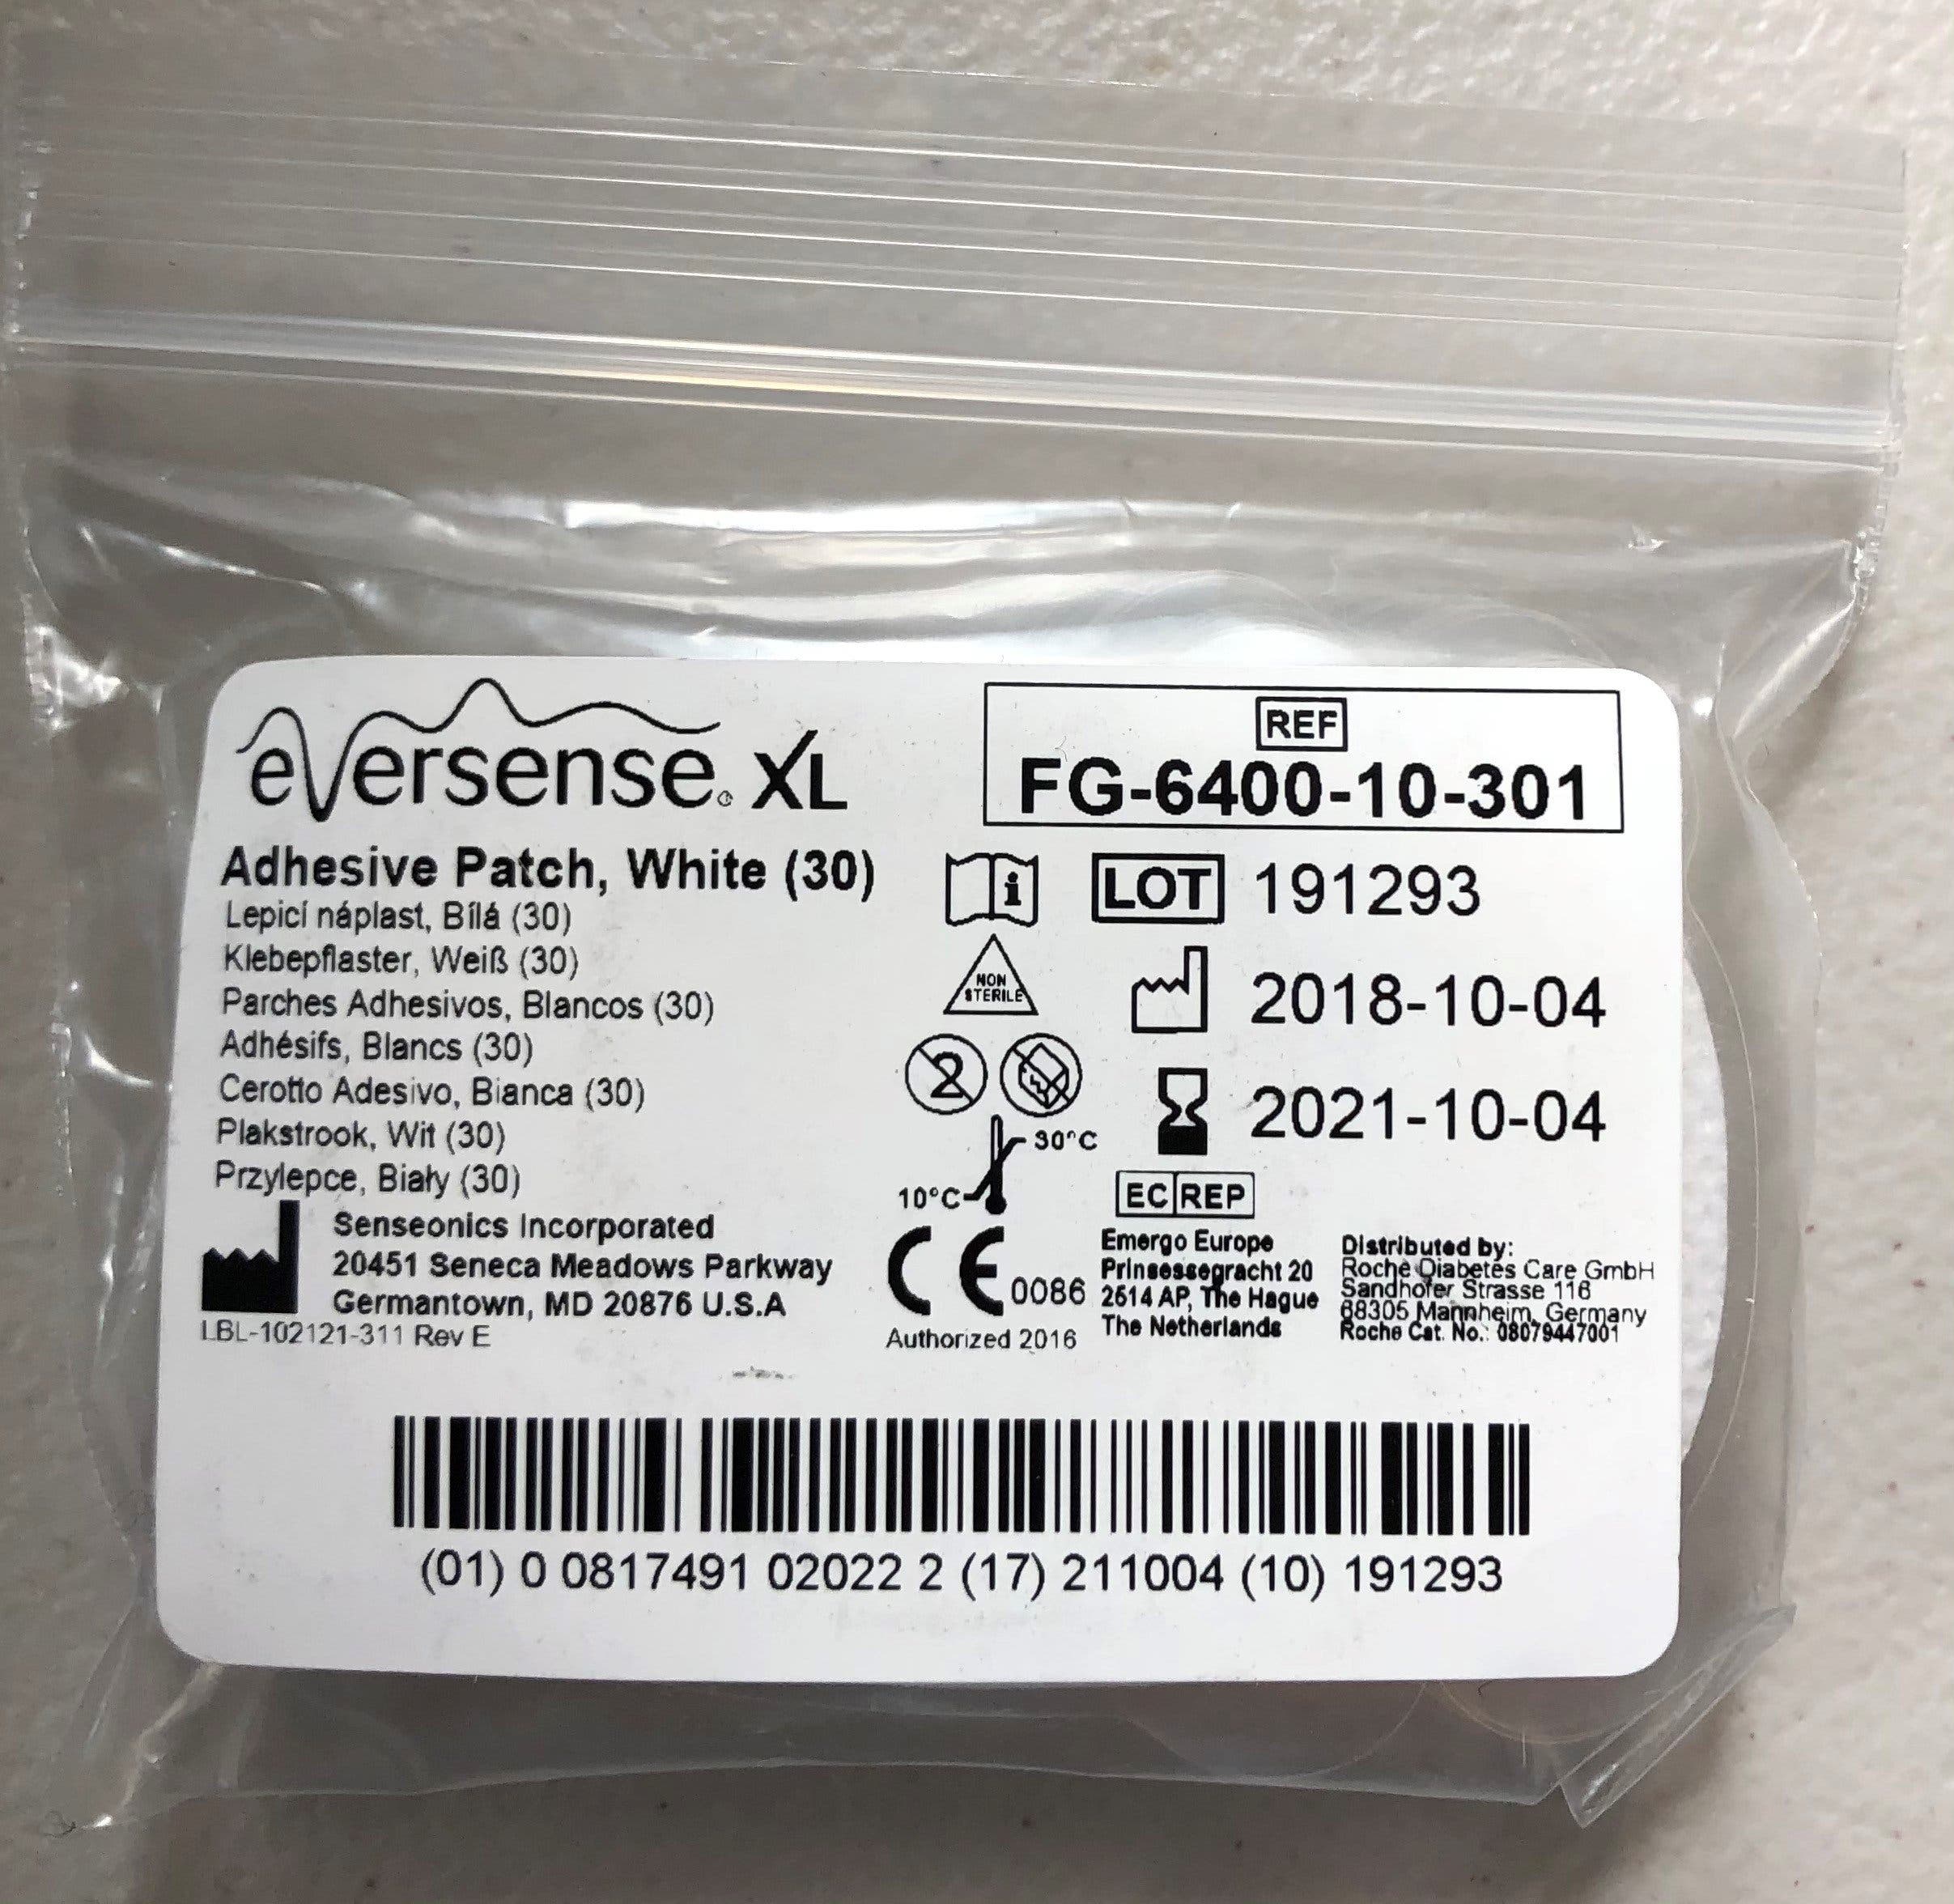 eversense® XL
REF
FG-6400-10-301
Adhesive Patch, White (30)
Lepicí náplast, Bílá (30)
Klebepflaster, Weiß (30)
Parches Adhesivos, Blancos (30)
Adhésifs, Blancs (30)
Cerotto Adesivo, Bianca (30)
Plakstrook, Wit (30)
Przylepce, Biały (30)
LOT 191293
NON
STERILE
2018-10-04
2
2021-10-04
30°C
10°C
Senseonics Incorporated
20451 Seneca Meadows Parkway
Germantown, MD 20876 U.S.A
LBL-102121-311 Rev E
CE 0086
Authorized 2016
EC REP
Emergo Europe
Prinsessegracht 20
2514 AP, The Hague
The Netherlands
Distributed by:
Roche Diabetes Care GmbH
Sandhofer Strasse 116
68305 Mannheim, Germany
Roche Cat. No.: 08079447001
(01) 0 0817491 02022 2 (17) 211004 (10) 191293